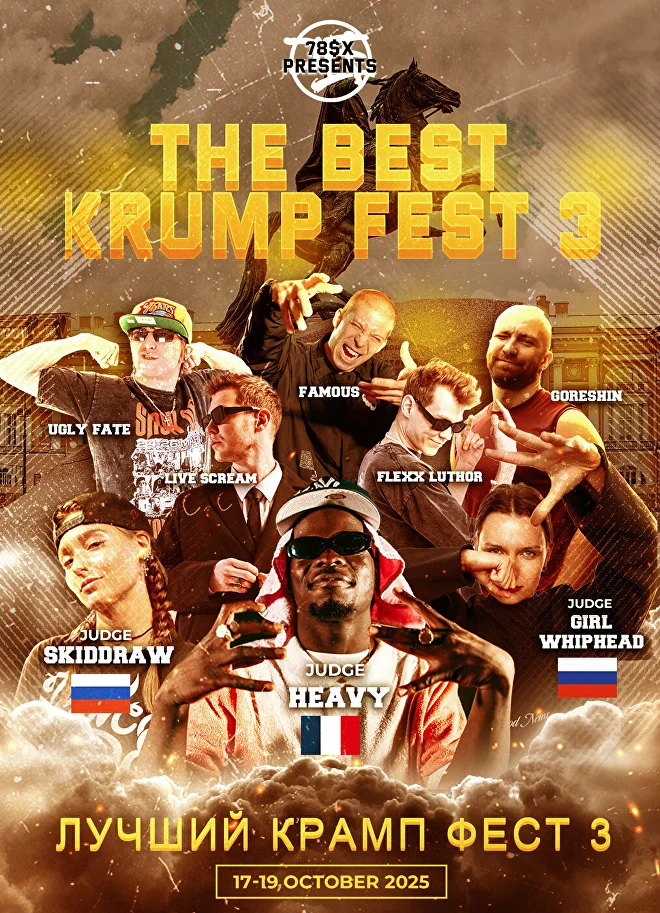 78$X
PRESENTS
THE BEST
KRUMP FEST 3
FAMOUS
GORESHIN
UGLY FATE
LIVE SCREAM
FLEXX LUTHOR
JUDGE
SKIDDRAW
JUDGE
HEAVY
JUDGE
GIRL
WHIPHEAD
ЛУЧШИЙ КРАМП ФЕСТ 3
17-19,OCTOBER 2025